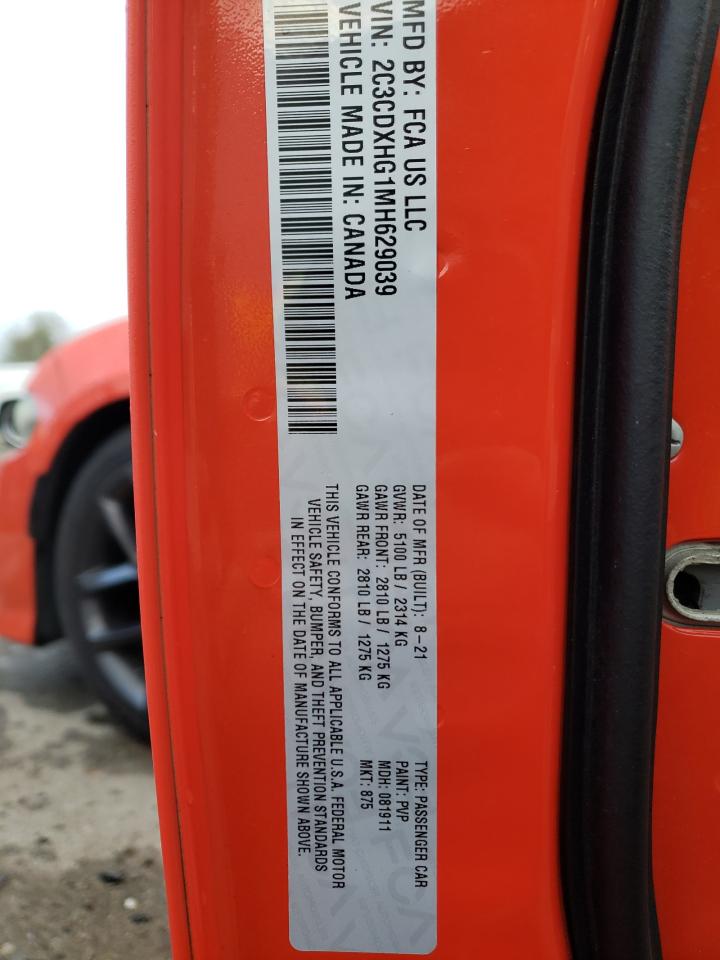 MFD BY: FCA US LLC
VIN: 2C3CDXHG1MH629039
VEHICLE MADE IN: CANADA
DATE OF MFR (BUILT): 8-21
GVWR: 5100 LB / 2314 KG
GAWR FRONT: 2810 LB / 1275 KG
GAWR REAR: 2810 LB / 1275 KG
TYPE: PASSENGER CAR
PAINT: PVP
MDH: 081911
MKT: 875
THIS VEHICLE CONFORMS TO ALL APPLICABLE U.S.A. FEDERAL MOTOR
VEHICLE SAFETY, BUMPER, AND THEFT PREVENTION STANDARDS
IN EFFECT ON THE DATE OF MANUFACTURE SHOWN ABOVE.